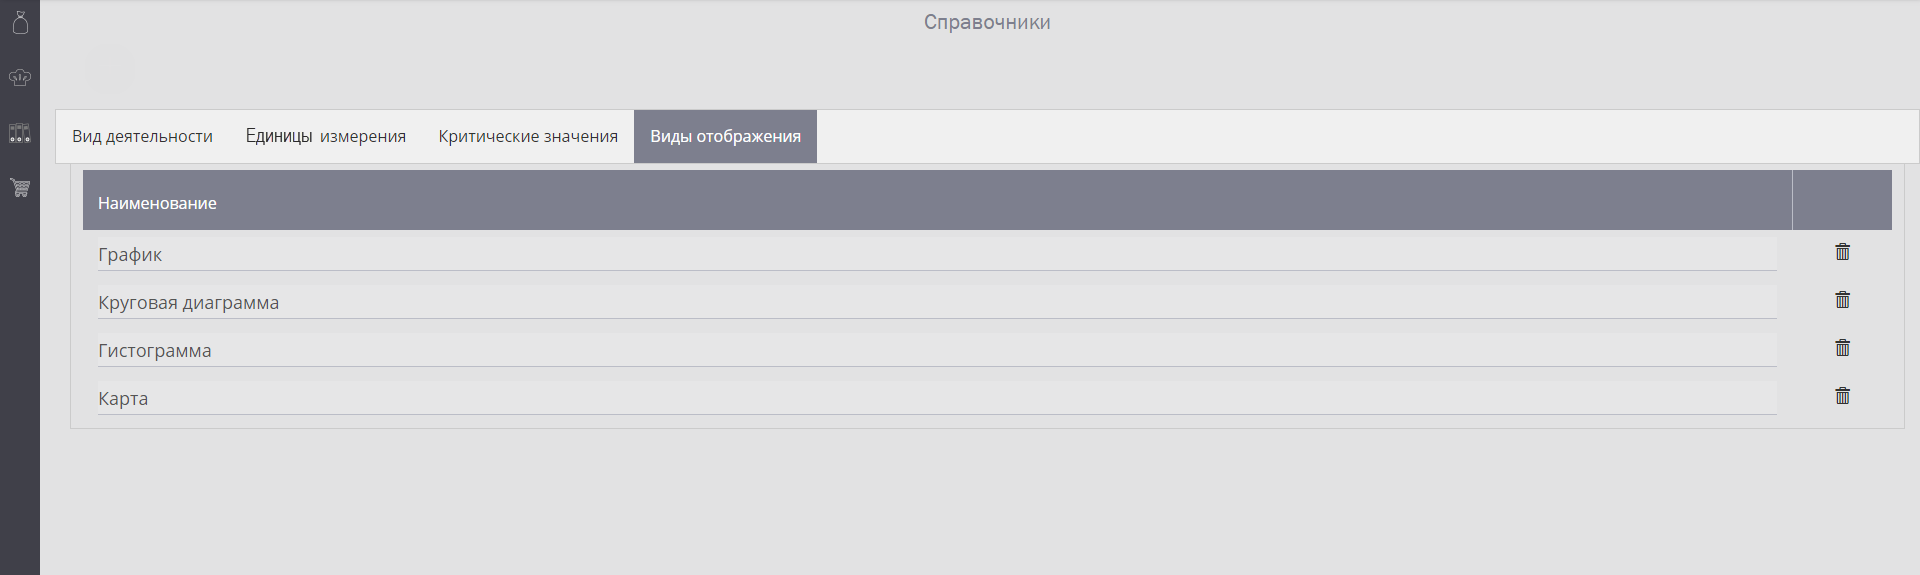 Справочники
Вид деятельности Единицы измерения Критические значения Виды отображения
Наименование
График
Круговая диаграмма
Гистограмма
Карта